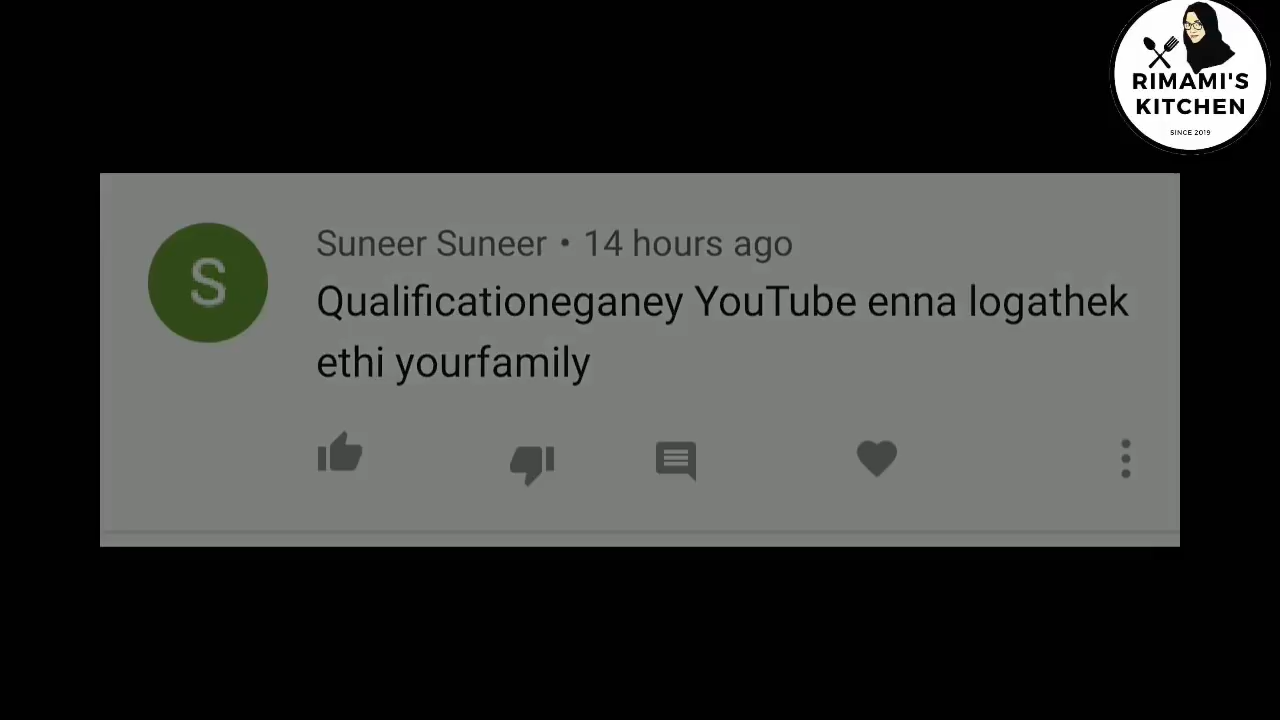 RIMAMI'S
KITCHEN
SINCE 2019
S
Suneer Suneer • 14 hours ago
Qualificationeganey YouTube enna logathek
ethi yourfamily